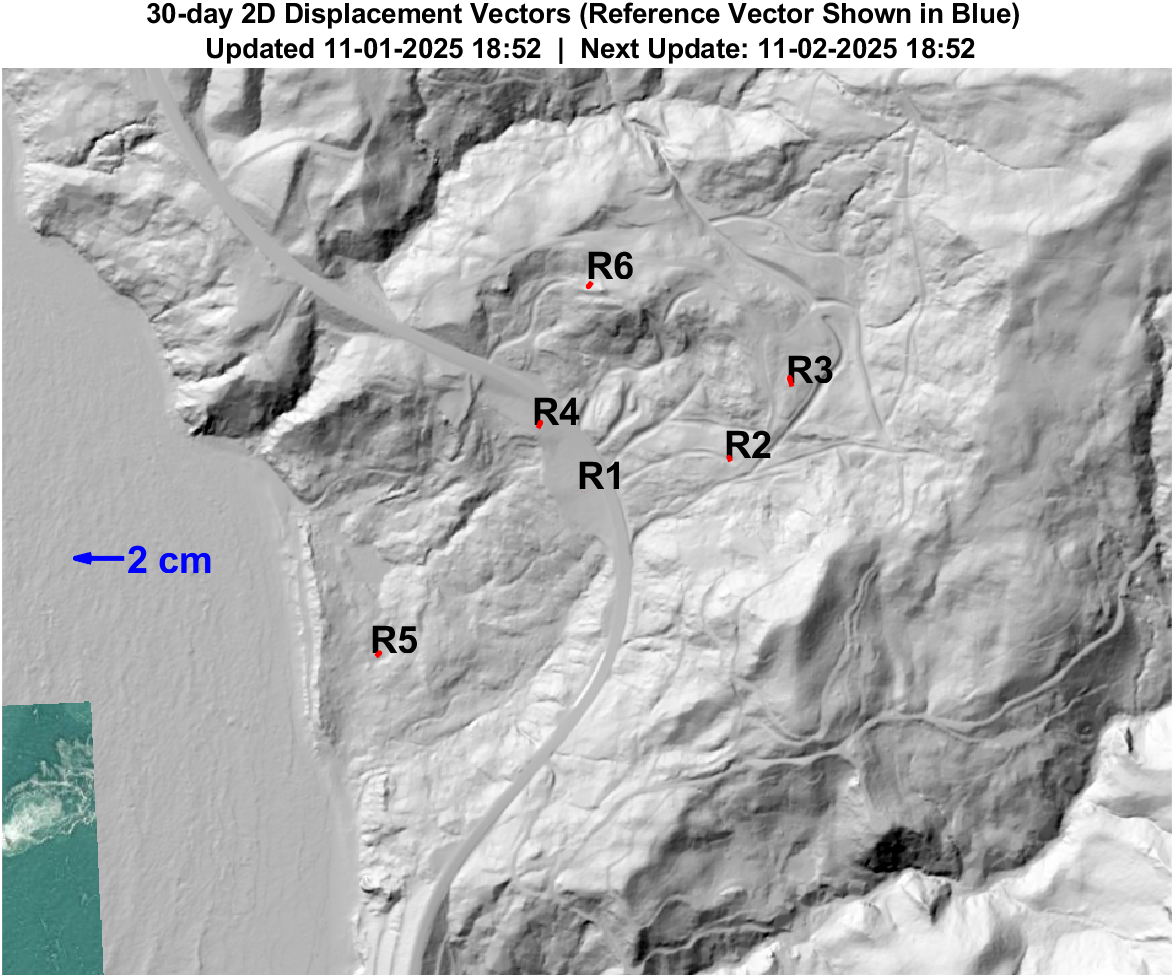 30-day 2D Displacement Vectors (Reference Vector Shown in Blue)
Updated 11-01-2025 18:52 | Next Update: 11-02-2025 18:52
R6
R3
R4
R2
R1
2 cm
R5